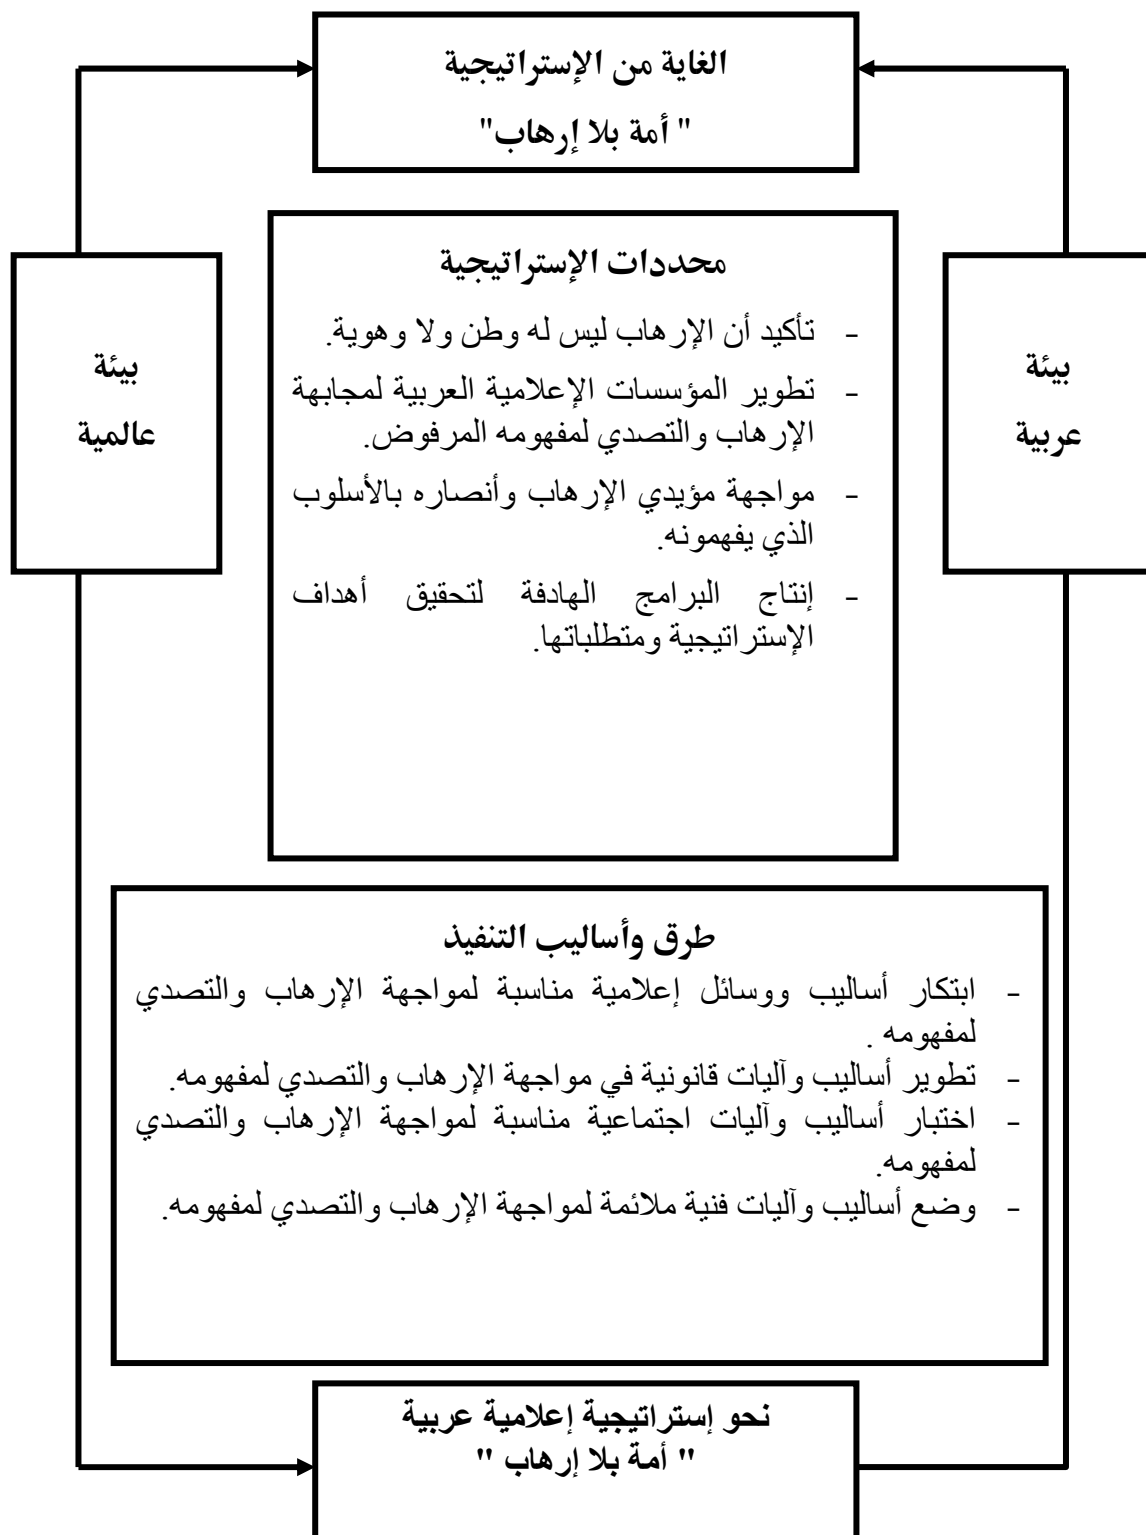 الغاية من الإستراتيجية
" أمة بلا إرهاب"
محددات الإستراتيجية
- تأكيد أن الإرهاب ليس له وطن ولا وهوية.
- تطوير المؤسسات الإعلامية العربية لمجابهة
الإرهاب والتصدي لمفهومه المرفوض.
- مواجهة مؤيدي الإرهاب وأنصاره بالأسلوب
الذي يفهمونه.
- إنتاج البرامج الهادفة لتحقيق أهداف
الإستراتيجية ومتطلباتها.
بيئة
عربية
بيئة
عالمية
طرق وأساليب التنفيذ
- ابتكار أساليب ووسائل إعلامية مناسبة لمواجهة الإرهاب والتصدي
لمفهومه .
- تطوير أساليب وآليات قانونية في مواجهة الإرهاب والتصدي لمفهومه.
- اختبار أساليب وآليات اجتماعية مناسبة لمواجهة الإرهاب والتصدي
لمفهومه.
- وضع أساليب وآليات فنية ملائمة لمواجهة الإرهاب والتصدي لمفهومه.
نحو إستراتيجية إعلامية عربية
" أمة بلا إرهاب "